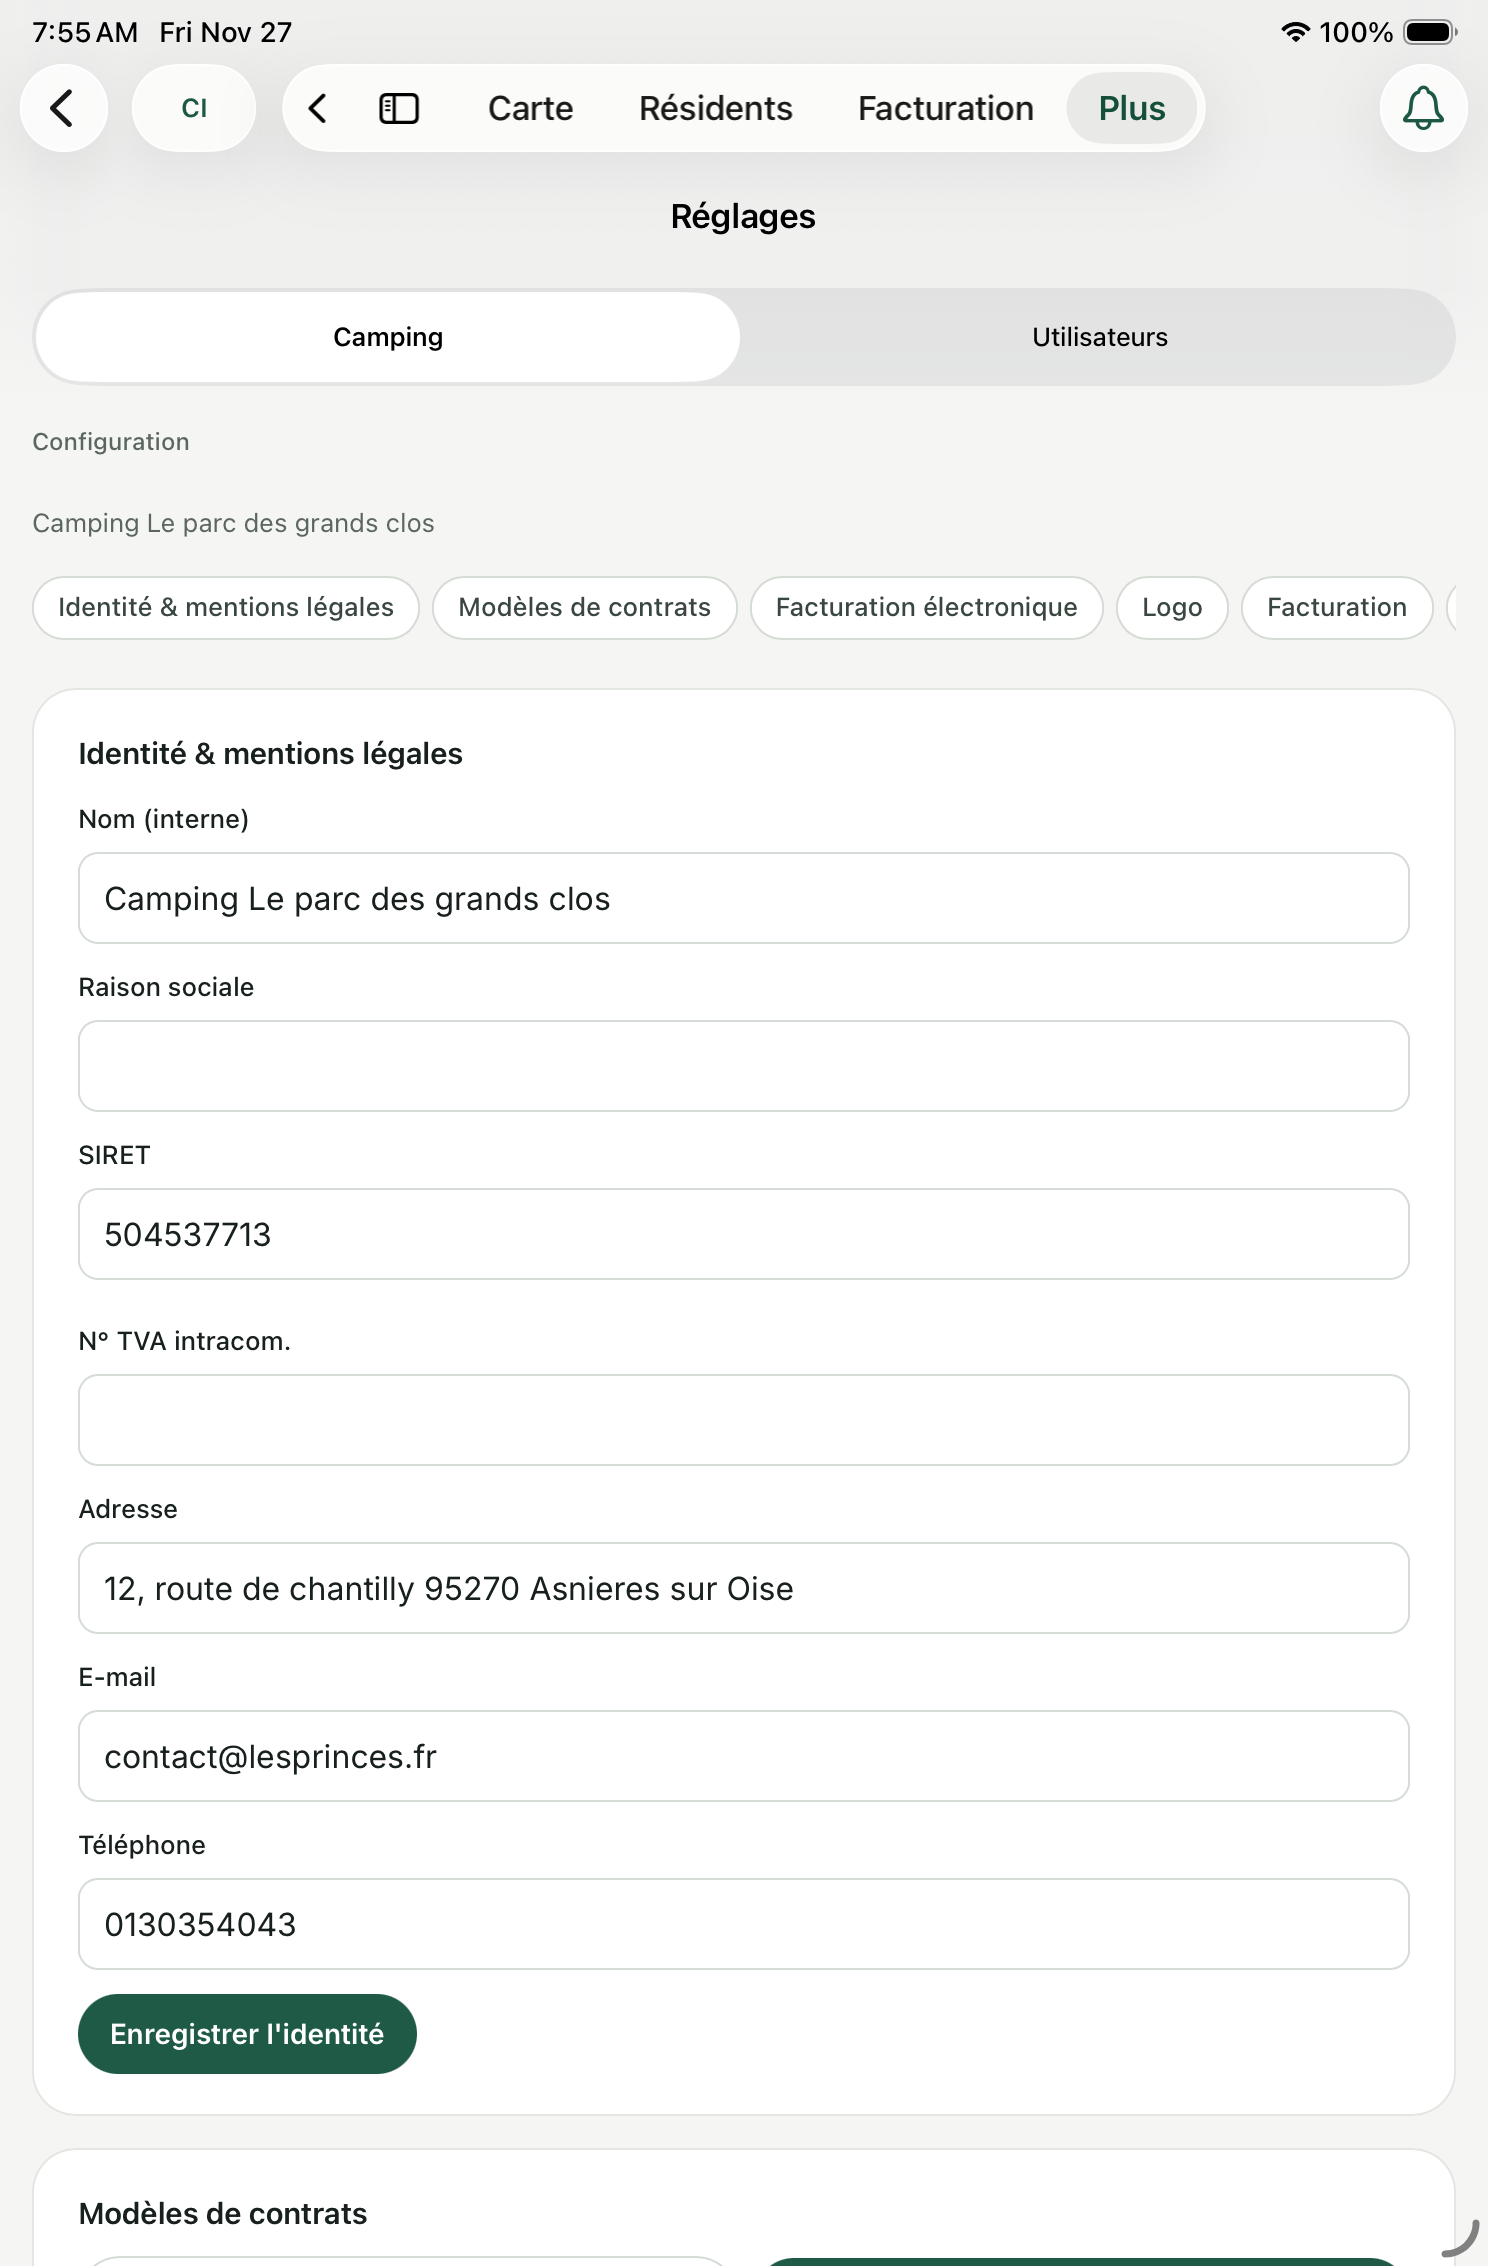 7:55 AM Fri Nov 27
100%
CI
Carte
Résidents
Facturation
Plus
Réglages
Camping
Utilisateurs
Configuration
Camping Le parc des grands clos
Identité & mentions légales
Modèles de contrats
Facturation électronique
Logo
Facturation
Identité & mentions légales
Nom (interne)
Camping Le parc des grands clos
Raison sociale
SIRET
504537713
N° TVA intracom.
Adresse
12, route de chantilly 95270 Asnieres sur Oise
E-mail
contact@lesprinces.fr
Téléphone
0130354043
Enregistrer l'identité
Modèles de contrats